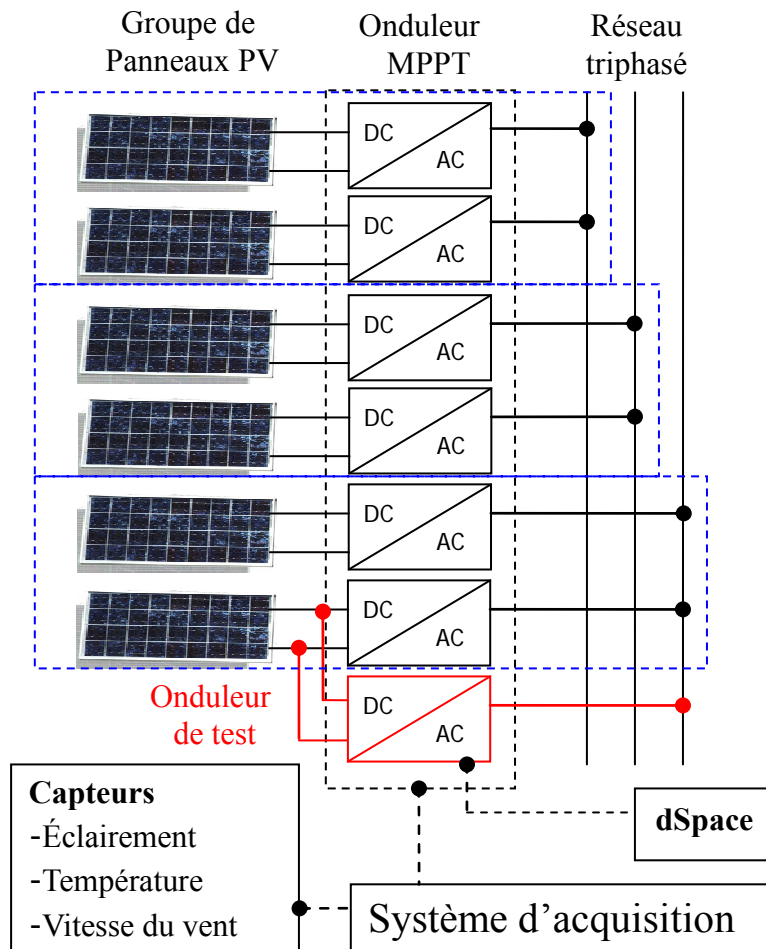 Groupe de
Panneaux PV
Onduleur
MPPT
Réseau
triphasé
DC
AC
DC
AC
DC
AC
DC
AC
DC
AC
DC
AC
Onduleur
de test
DC
AC
Capteurs
-Éclairement
-Température
-Vitesse du vent
dSpace
Système d’acquisition